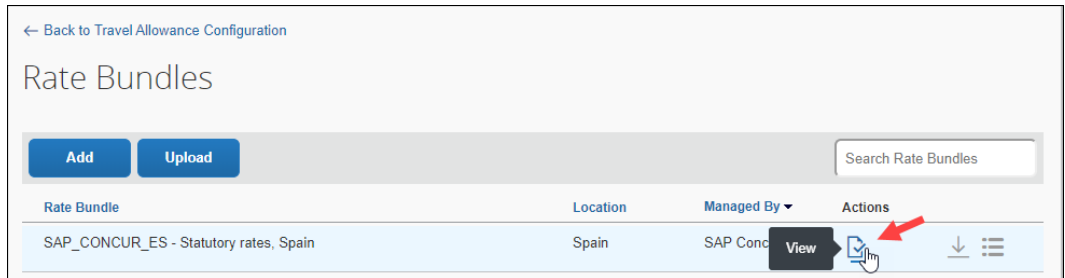 ← Back to Travel Allowance Configuration
Rate Bundles
Add Upload Search Rate Bundles
Rate Bundle Location Managed By Actions
SAP_CONCUR_ES - Statutory rates, Spain Spain SAP Conc View